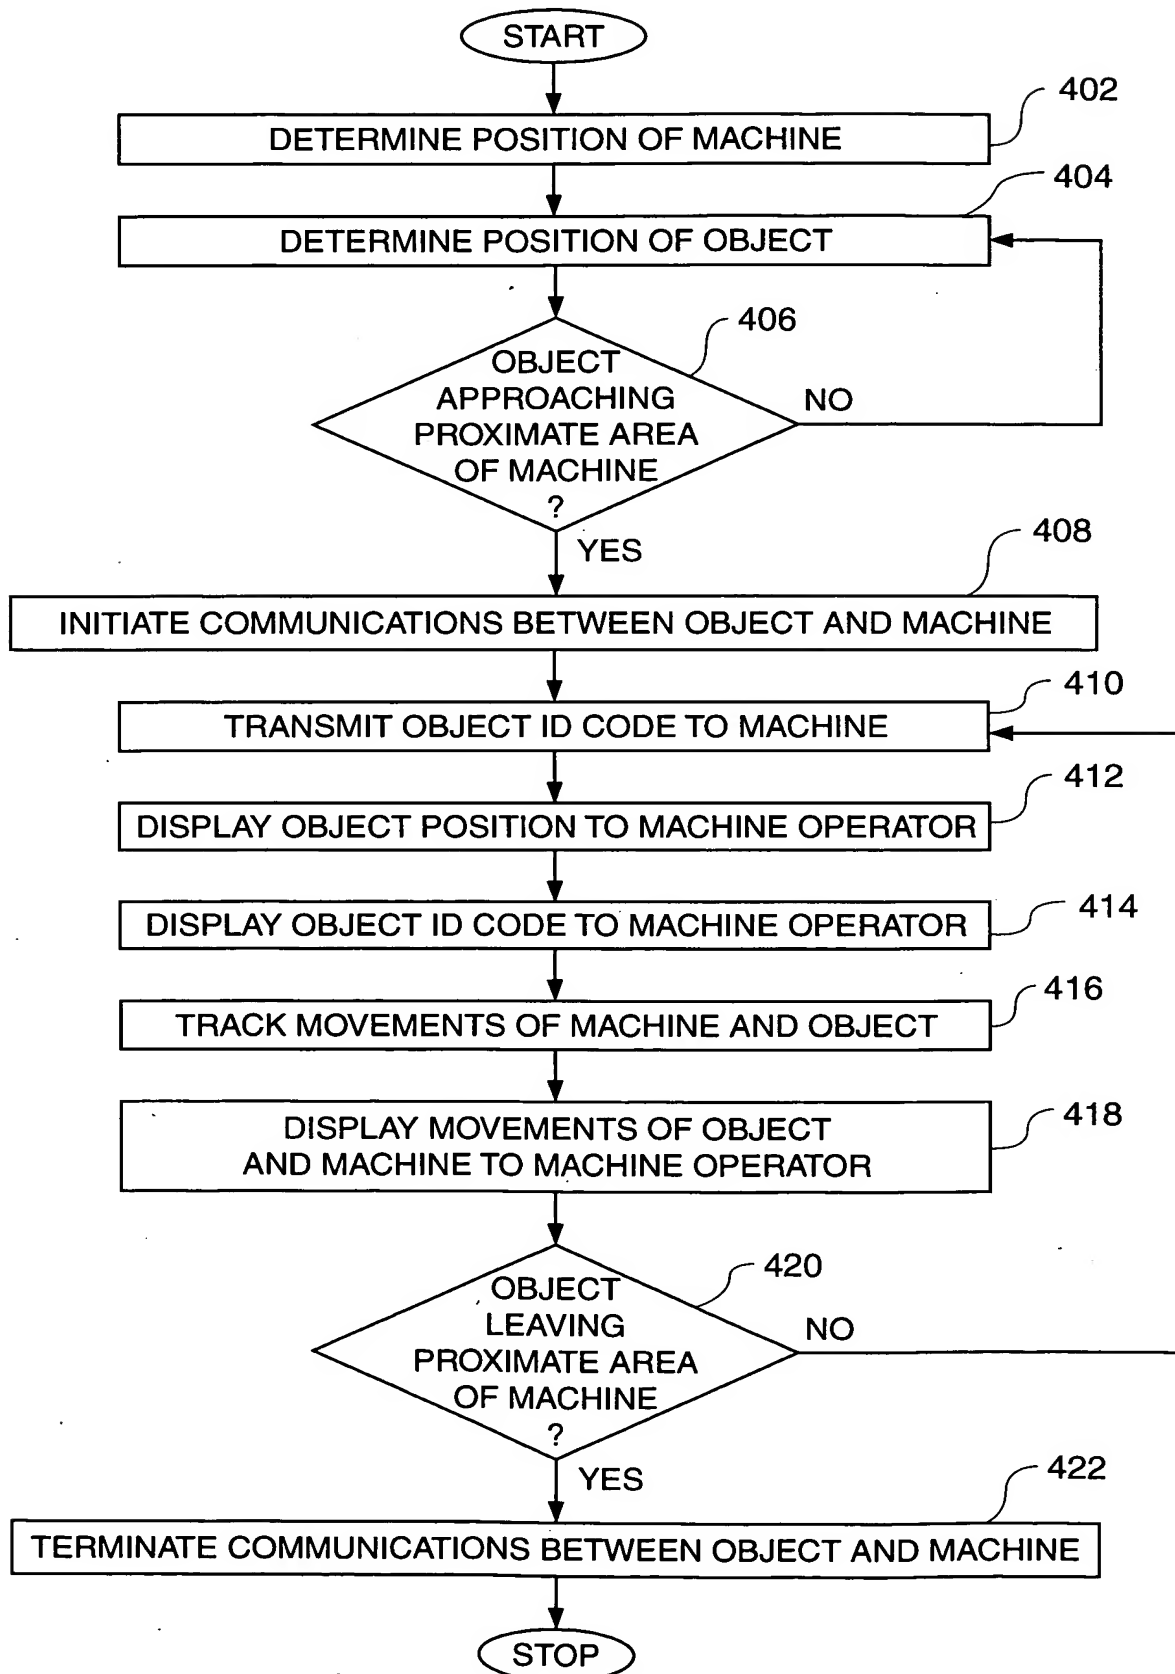 START
402
DETERMINE POSITION OF MACHINE
404
DETERMINE POSITION OF OBJECT
406
OBJECT
APPROACHING
PROXIMATE AREA
OF MACHINE
?
NO
YES
408
INITIATE COMMUNICATIONS BETWEEN OBJECT AND MACHINE
410
TRANSMIT OBJECT ID CODE TO MACHINE
412
DISPLAY OBJECT POSITION TO MACHINE OPERATOR
414
DISPLAY OBJECT ID CODE TO MACHINE OPERATOR
416
TRACK MOVEMENTS OF MACHINE AND OBJECT
418
DISPLAY MOVEMENTS OF OBJECT
AND MACHINE TO MACHINE OPERATOR
420
OBJECT
LEAVING
PROXIMATE AREA
OF MACHINE
?
NO
YES
422
TERMINATE COMMUNICATIONS BETWEEN OBJECT AND MACHINE
STOP